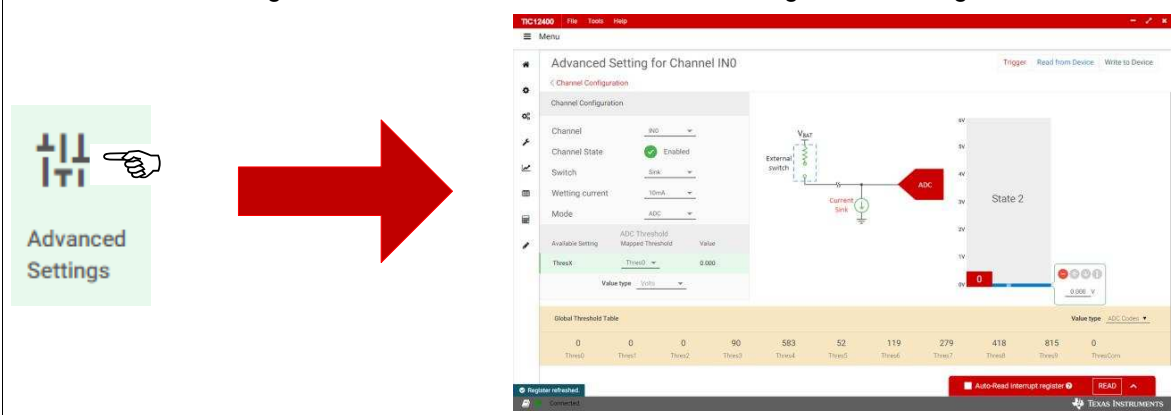 Advanced
Settings
TIC12400 File Tools Help
Menu
Advanced Setting for Channel IN0
Trigger Read from Device Write to Device
< Channel Configuration
Channel Configuration
Channel IN0
Channel State Enabled
Switch Sink
Wetting current 10mA
Mode ADC
ADC Threshold
Available Setting Mapped Threshold Value
ThresX Thres0 0.000
Value type Volts
VBAT
External
switch
Current
Sink
ADC
6V
5V
4V
3V
2V
1V
0V
State 2
0
0.000 V
Global Threshold Table Value type ADC Codes
0 0 0 90 583 52 119 279 418 815 0
Thres0 Thres1 Thres2 Thres3 Thres4 Thres5 Thres6 Thres7 Thres8 Thres9 ThresCom
Register refreshed.
Auto-Read interrupt register READ
Connected
TEXAS INSTRUMENTS